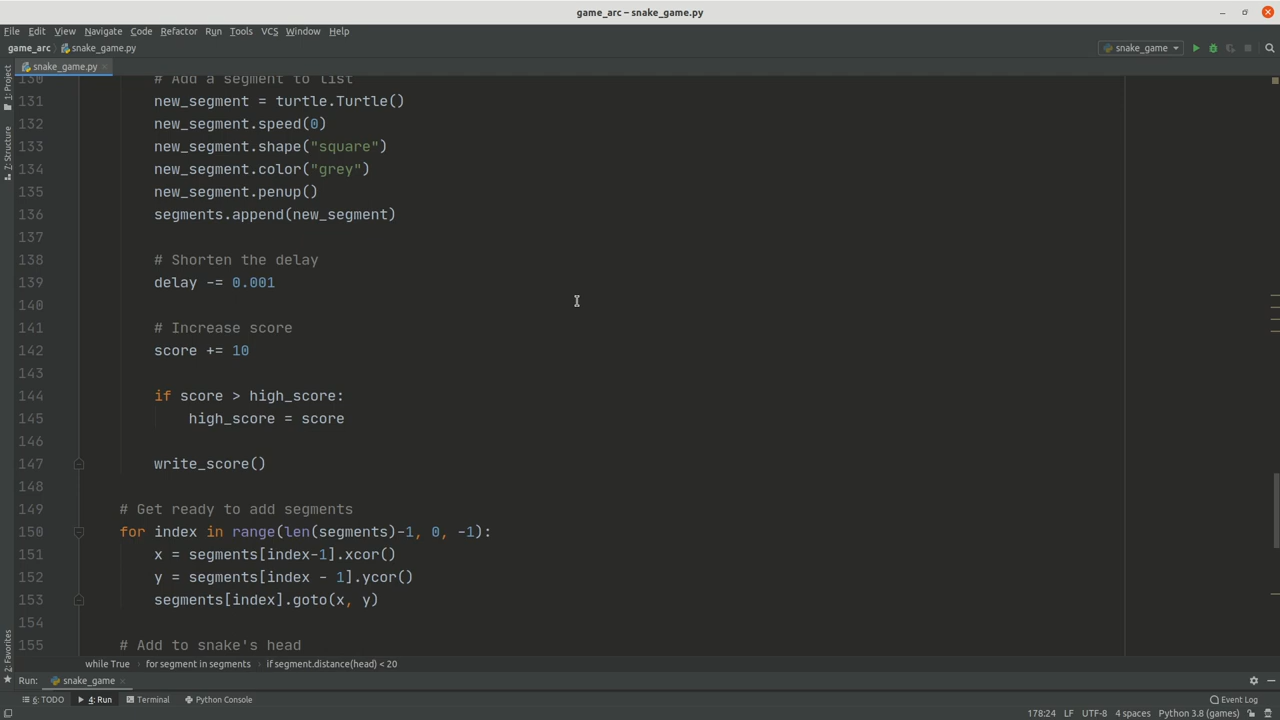 game_arc – snake_game.py
File Edit View Navigate Code Refactor Run Tools VCS Window Help
game_arc snake_game.py snake_game
snake_game.py
1: Project
7: Structure
2: Favorites
130 # Add a segment to list
131 new_segment = turtle.Turtle()
132 new_segment.speed(0)
133 new_segment.shape("square")
134 new_segment.color("grey")
135 new_segment.penup()
136 segments.append(new_segment)
137
138 # Shorten the delay
139 delay -= 0.001
140
141 # Increase score
142 score += 10
143
144 if score > high_score:
145 high_score = score
146
147 write_score()
148
149 # Get ready to add segments
150 for index in range(len(segments)-1, 0, -1):
151 x = segments[index-1].xcor()
152 y = segments[index - 1].ycor()
153 segments[index].goto(x, y)
154
155 # Add to snake's head
while True for segment in segments if segment.distance(head) < 20
Run: snake_game
6: TODO 4: Run Terminal Python Console Event Log
178:24 LF UTF-8 4 spaces Python 3.8 (games)